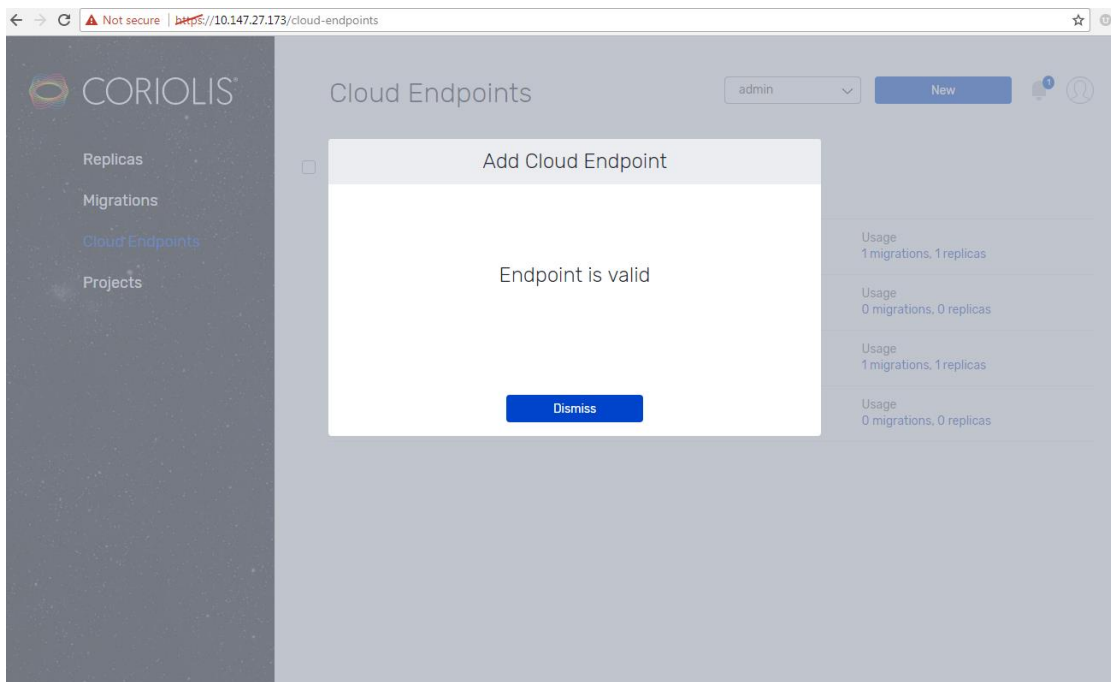 Not secure | https://10.147.27.173/cloud-endpoints
CORIOLIS®
Cloud Endpoints
admin
New
1
Replicas
Migrations
Cloud Endpoints
Projects
Add Cloud Endpoint
Endpoint is valid
Dismiss
Usage
1 migrations, 1 replicas
Usage
0 migrations, 0 replicas
Usage
1 migrations, 1 replicas
Usage
0 migrations, 0 replicas